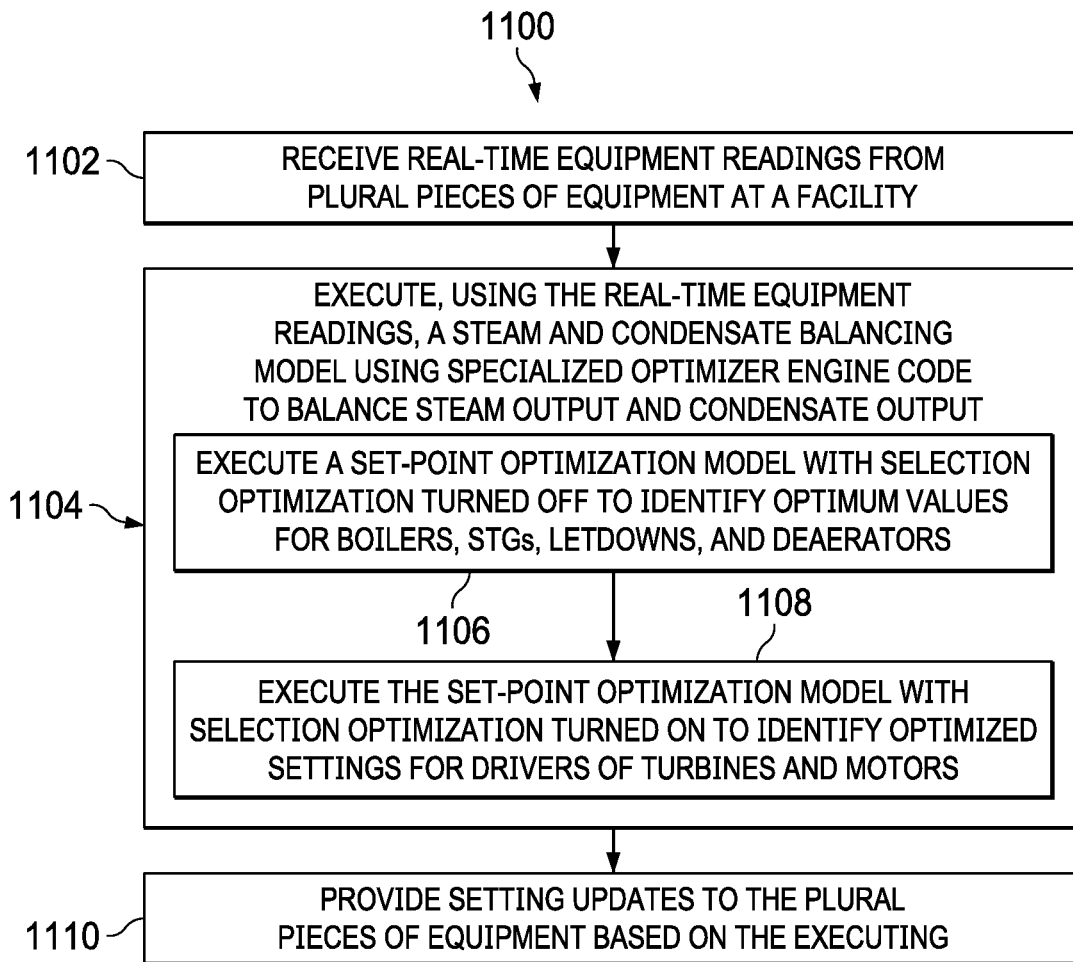 1100
1102
RECEIVE REAL-TIME EQUIPMENT READINGS FROM
PLURAL PIECES OF EQUIPMENT AT A FACILITY
EXECUTE, USING THE REAL-TIME EQUIPMENT
READINGS, A STEAM AND CONDENSATE BALANCING
MODEL USING SPECIALIZED OPTIMIZER ENGINE CODE
TO BALANCE STEAM OUTPUT AND CONDENSATE OUTPUT
1104
EXECUTE A SET-POINT OPTIMIZATION MODEL WITH SELECTION
OPTIMIZATION TURNED OFF TO IDENTIFY OPTIMUM VALUES
FOR BOILERS, STGs, LETDOWNS, AND DEAERATORS
1106
1108
EXECUTE THE SET-POINT OPTIMIZATION MODEL WITH
SELECTION OPTIMIZATION TURNED ON TO IDENTIFY OPTIMIZED
SETTINGS FOR DRIVERS OF TURBINES AND MOTORS
1110
PROVIDE SETTING UPDATES TO THE PLURAL
PIECES OF EQUIPMENT BASED ON THE EXECUTING